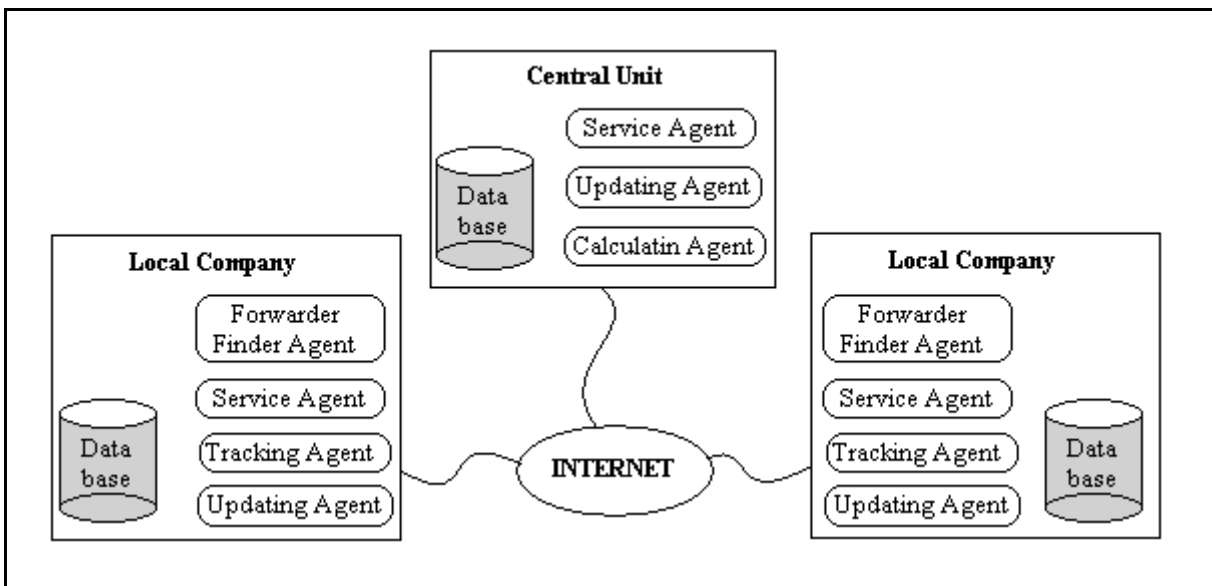 Central Unit
Service Agent
Updating Agent
Calculatin Agent
Data
base
Local Company
Forwarder
Finder Agent
Service Agent
Tracking Agent
Updating Agent
Data
base
INTERNET
Local Company
Forwarder
Finder Agent
Service Agent
Tracking Agent
Updating Agent
Data
base